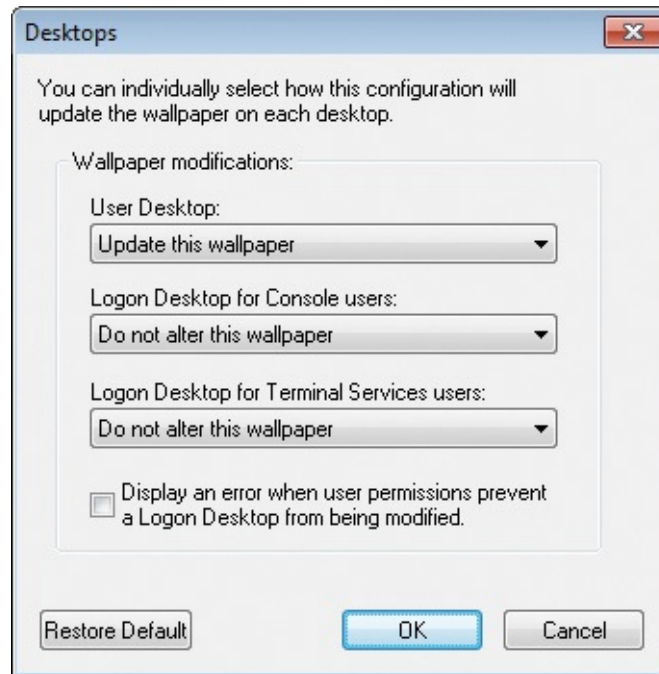 Desktops
You can individually select how this configuration will
update the wallpaper on each desktop.
Wallpaper modifications:
User Desktop:
Update this wallpaper
Logon Desktop for Console users:
Do not alter this wallpaper
Logon Desktop for Terminal Services users:
Do not alter this wallpaper
Display an error when user permissions prevent
a Logon Desktop from being modified.
Restore Default
OK
Cancel